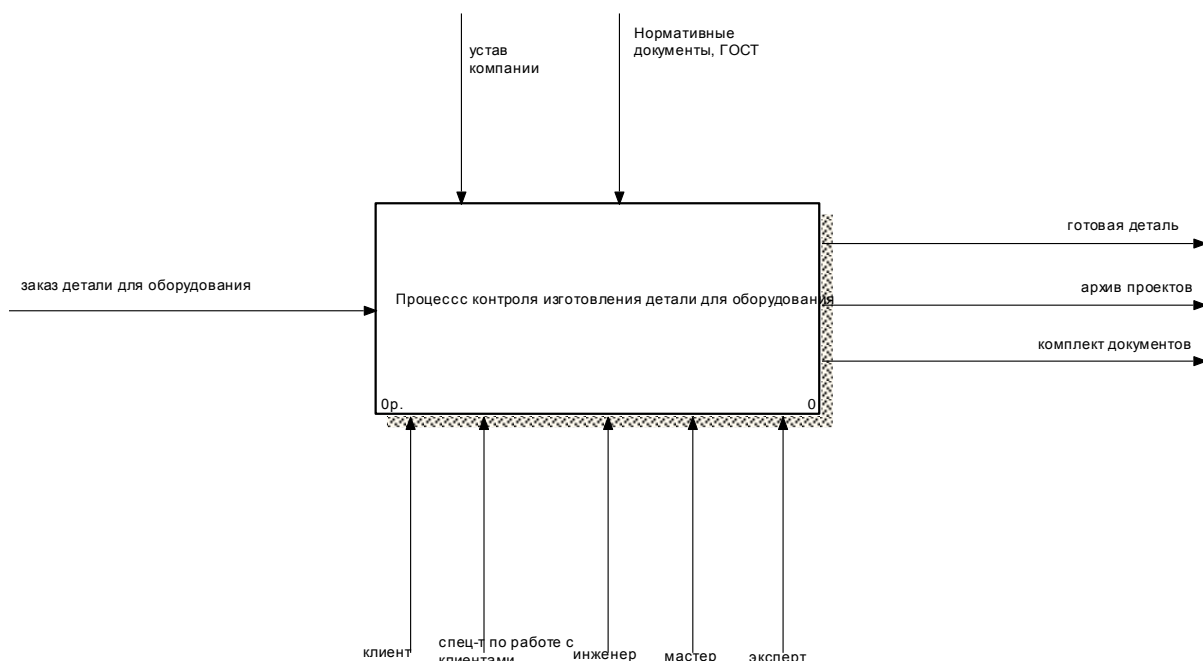 устав
компании
Нормативные
документы, ГОСТ
заказ детали для оборудования
Процессс контроля изготовления детали для оборудования
0р.
0
готовая деталь
архив проектов
комплект документов
клиент
спец-т по работе с
клиентами
инженер
мастер
эксперт